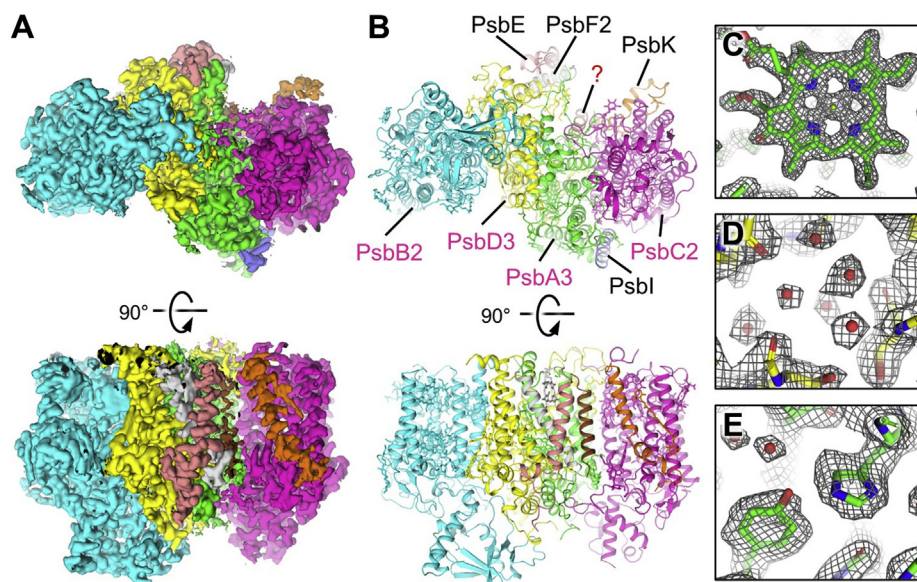 A
B
PsbE
PsbF2
PsbK
?
PsbB2
PsbD3
PsbA3
PsbI
PsbC2
90°
90°
C
D
E